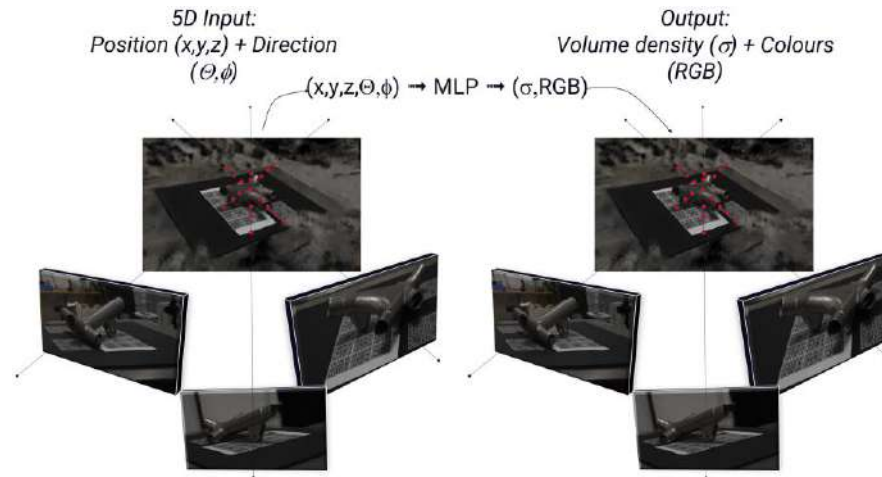 5D Input:
Position (x,y,z) + Direction
(Θ,ϕ)
Output:
Volume density (σ) + Colours
(RGB)
(x,y,z,Θ,ϕ) ⇢ MLP ⇢ (σ,RGB)